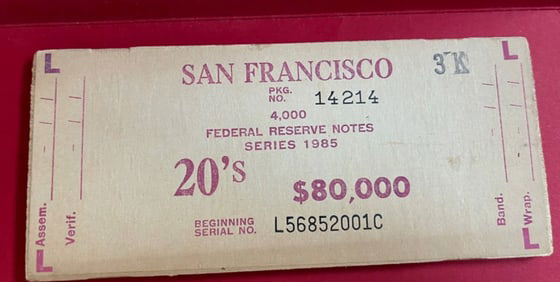 L
SAN FRANCISCO
3 K
L
PKG.
NO. 14214
4,000
FEDERAL RESERVE NOTES
SERIES 1985
20's
$80,000
BEGINNING
SERIAL NO. L56852001C
Assem.
Verif.
Band.
Wrap.
L
L